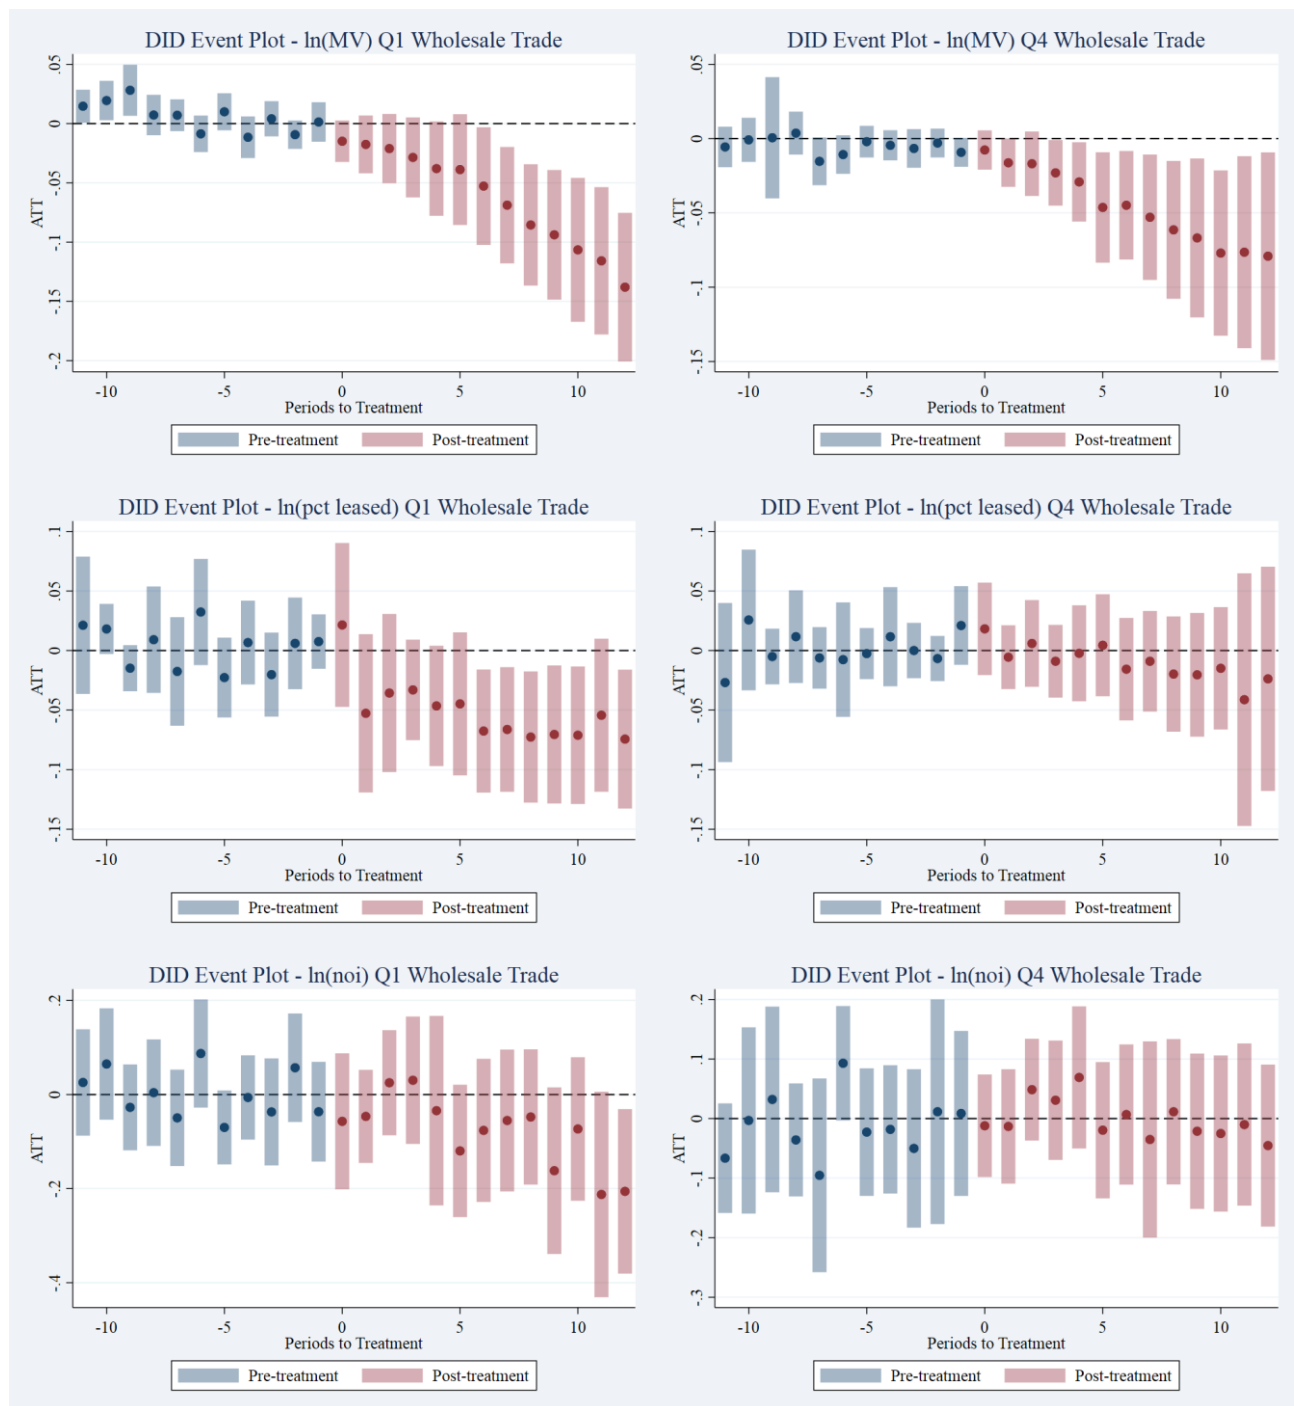 DID Event Plot - ln(MV) Q1 Wholesale Trade
ATT
.05
0
-.05
-.1
-.15
-.2
-10
-5
0
5
10
Periods to Treatment
Pre-treatment
Post-treatment
DID Event Plot - ln(MV) Q4 Wholesale Trade
ATT
.05
0
-.05
-.1
-.15
-10
-5
0
5
10
Periods to Treatment
Pre-treatment
Post-treatment
DID Event Plot - ln(pct leased) Q1 Wholesale Trade
ATT
.1
.05
0
-.05
-.1
-.15
-10
-5
0
5
10
Periods to Treatment
Pre-treatment
Post-treatment
DID Event Plot - ln(pct leased) Q4 Wholesale Trade
ATT
.1
.05
0
-.05
-.1
-.15
-10
-5
0
5
10
Periods to Treatment
Pre-treatment
Post-treatment
DID Event Plot - ln(noi) Q1 Wholesale Trade
ATT
.2
0
-.2
-.4
-10
-5
0
5
10
Periods to Treatment
Pre-treatment
Post-treatment
DID Event Plot - ln(noi) Q4 Wholesale Trade
ATT
.2
.1
0
-.1
-.2
-.3
-10
-5
0
5
10
Periods to Treatment
Pre-treatment
Post-treatment